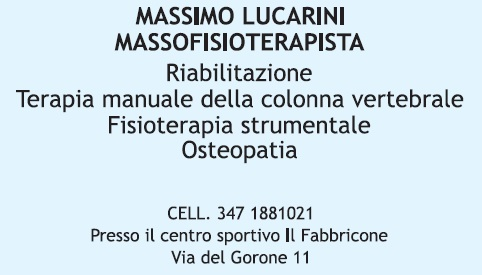 MASSIMO LUCARINI
MASSOFISIOTERAPISTA
Riabilitazione
Terapia manuale della colonna vertebrale
Fisioterapia strumentale
Osteopatia
CELL. 347 1881021
Presso il centro sportivo Il Fabbricone
Via del Gorone 11